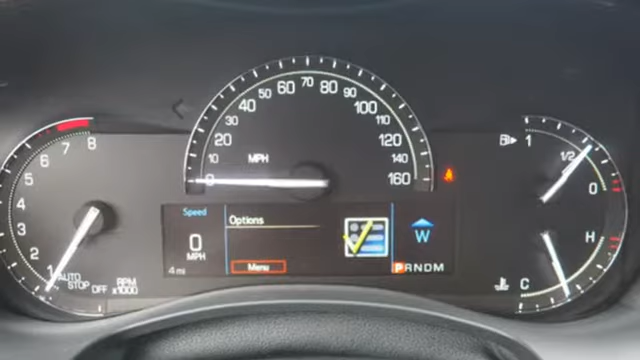 8
7
6
5
4
3
2
1
AUTO
STOP
OFF
RPM
x1000
0
10
20
30
40
50
60
70
80
90
100
110
120
140
160
MPH
Speed
0
MPH
4 mi
Options
Menu
W
PRNDM
1
1/2
0
H
C